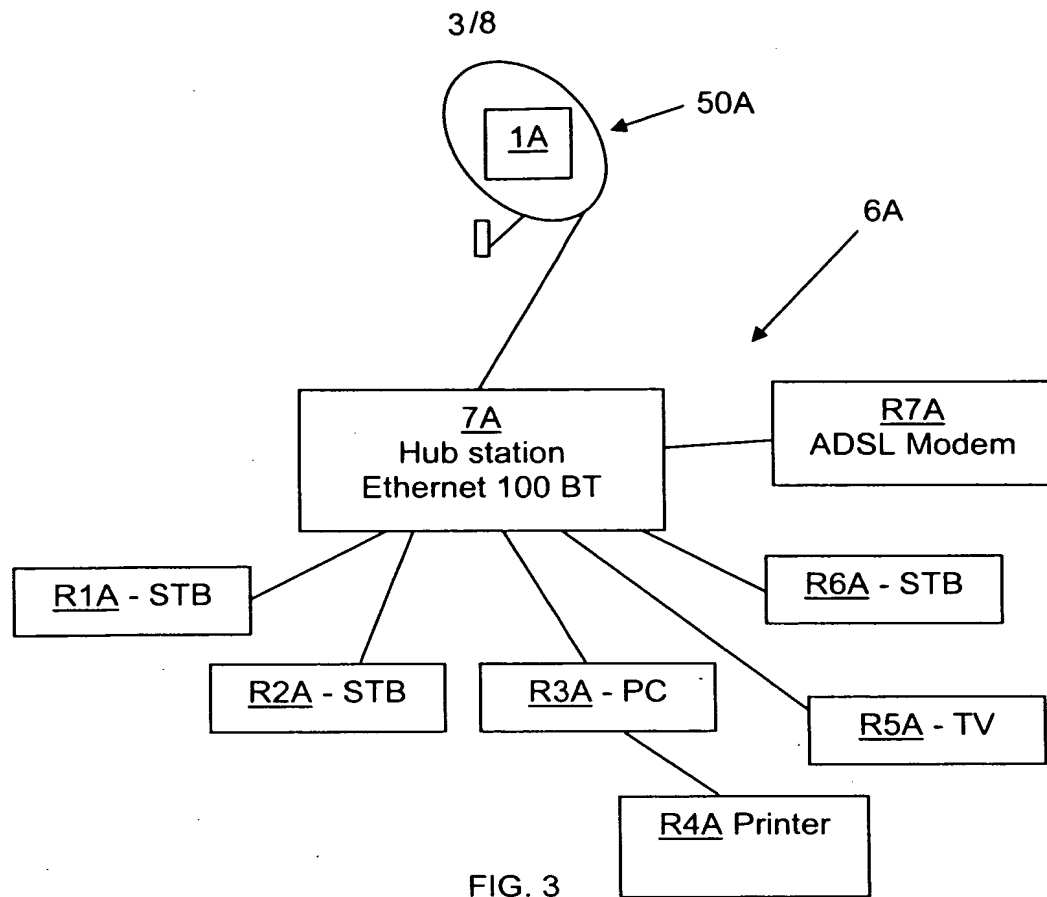 3/8
50A
1A
6A
7A
Hub station
Ethernet 100 BT
R7A
ADSL Modem
R1A - STB
R6A - STB
R2A - STB
R3A - PC
R5A - TV
R4A Printer
FIG. 3